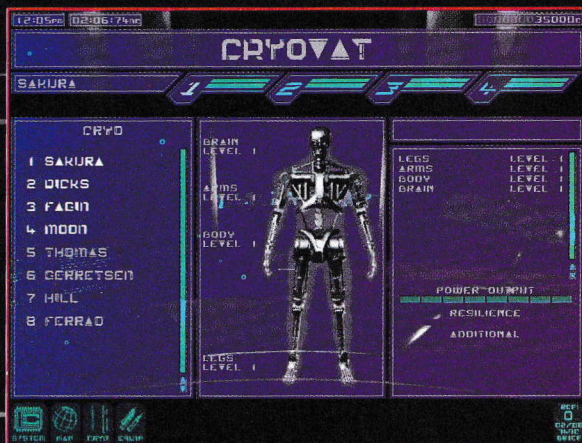 12:05PM 02:06:74NC
CRYOVAT
SAKURA 1 2 3 4
CRYO
1 SAKURA
2 DICKS
3 FAGIN
4 MOON
5 THOMAS
6 GERRETSEN
7 HILL
8 FERRAO
BRAIN
LEVEL 1
ARMS
LEVEL 1
BODY
LEVEL 1
LEGS
LEVEL 1
LEGS LEVEL 1
ARMS LEVEL 1
BODY LEVEL 1
BRAIN LEVEL 1
POWER OUTPUT
RESILIENCE
ADDITIONAL
SYSTEM MAP CRYO EQUIP